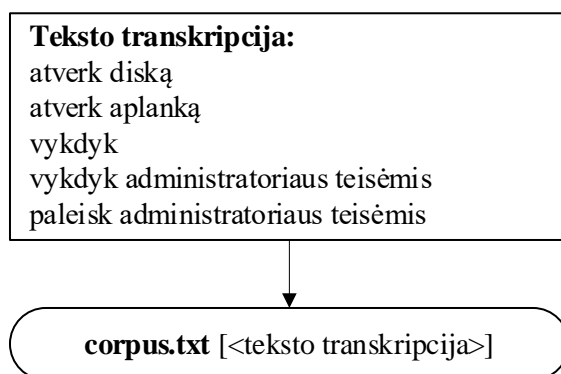 Teksto transkripcija:
atverk diską
atverk aplanką
vykdyk
vykdyk administratoriaus teisėmis
paleisk administratoriaus teisėmis
corpus.txt [<teksto transkripcija>]